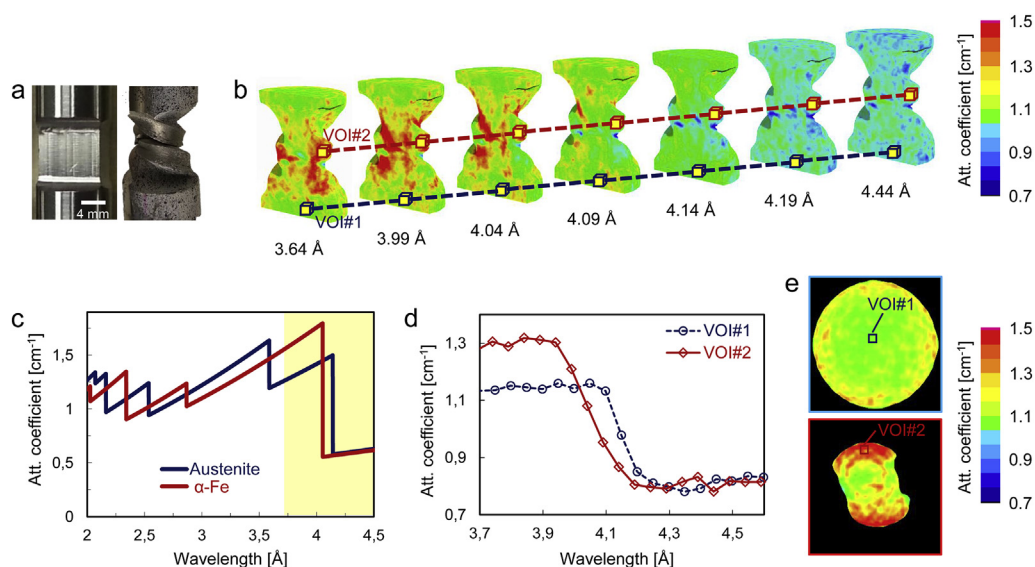 a
4 mm
b
VOI#2
VOI#1
3.64 Å
3.99 Å
4.04 Å
4.09 Å
4.14 Å
4.19 Å
4.44 Å
Att. coefficient [cm⁻¹]
1.5
1.3
1.1
0.9
0.7
c
Att. coefficient [cm⁻¹]
1,5
1
0,5
0
Austenite
α-Fe
2
2,5
3
3,5
4
4,5
Wavelength [Å]
d
Att. coefficient [cm⁻¹]
1,3
1,1
0,9
0,7
VOI#1
VOI#2
3,7
3,9
4,1
4,3
4,5
Wavelength [Å]
e
VOI#1
VOI#2
Att. coefficient [cm⁻¹]
1.5
1.3
1.1
0.9
0.7